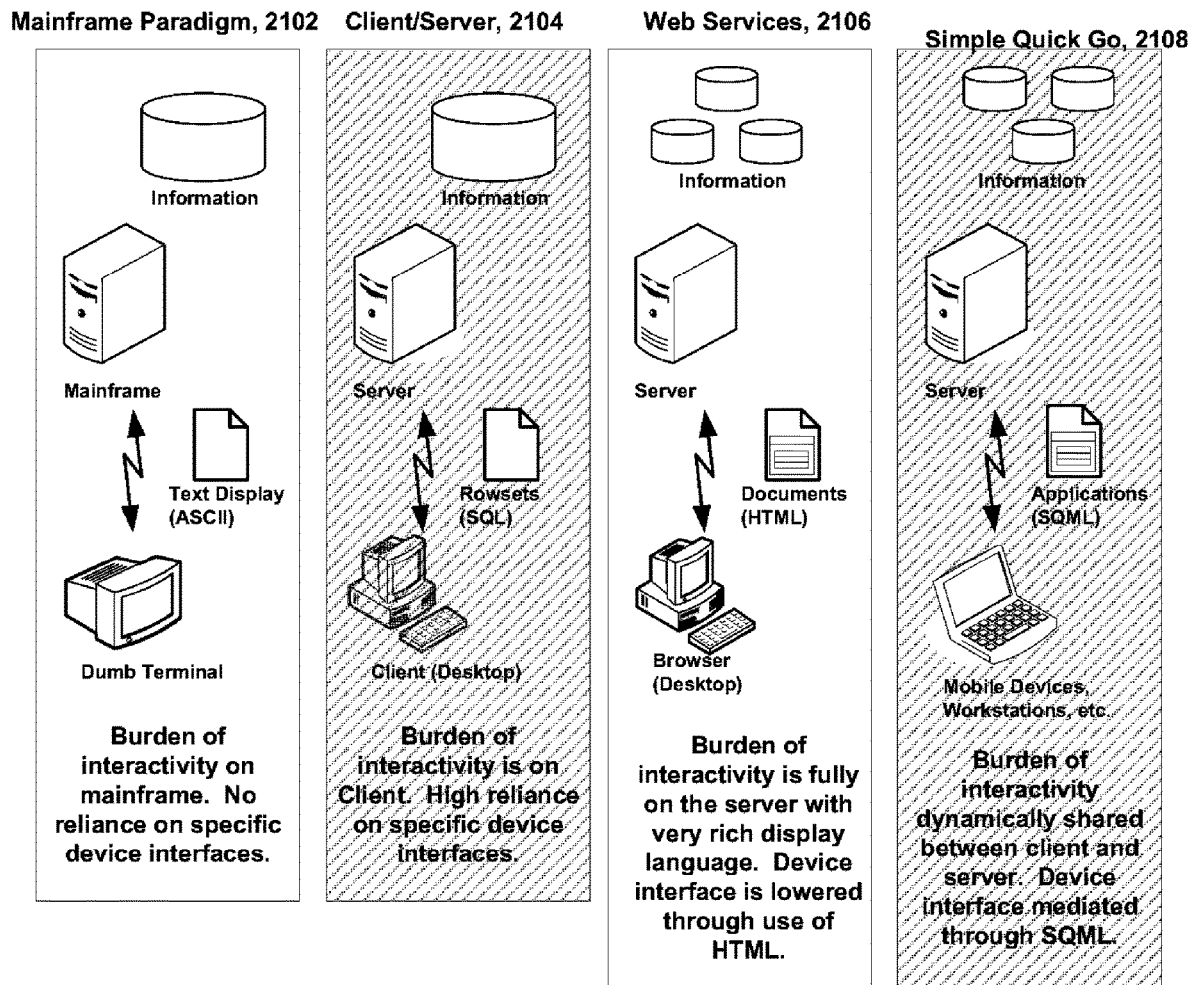 Mainframe Paradigm, 2102
Information
Mainframe
Text Display
(ASCII)
Dumb Terminal
Burden of
interactivity on
mainframe. No
reliance on specific
device interfaces.
Client/Server, 2104
Information
Server
Rowsets
(SQL)
Client (Desktop)
Burden of
interactivity is on
Client. High reliance
on specific device
interfaces.
Web Services, 2106
Information
Server
Documents
(HTML)
Browser
(Desktop)
Burden of
interactivity is fully
on the server with
very rich display
language. Device
interface is lowered
through use of
HTML.
Simple Quick Go, 2108
Information
Server
Applications
(SQML)
Mobile Devices,
Workstations, etc.
Burden of
interactivity
dynamically shared
between client and
server. Device
interface mediated
through SQML.